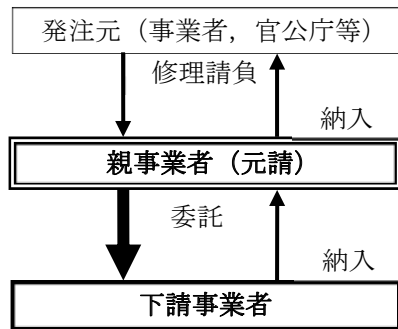 発注元（事業者，官公庁等）
修理請負
納入
親事業者（元請）
委託
納入
下請事業者